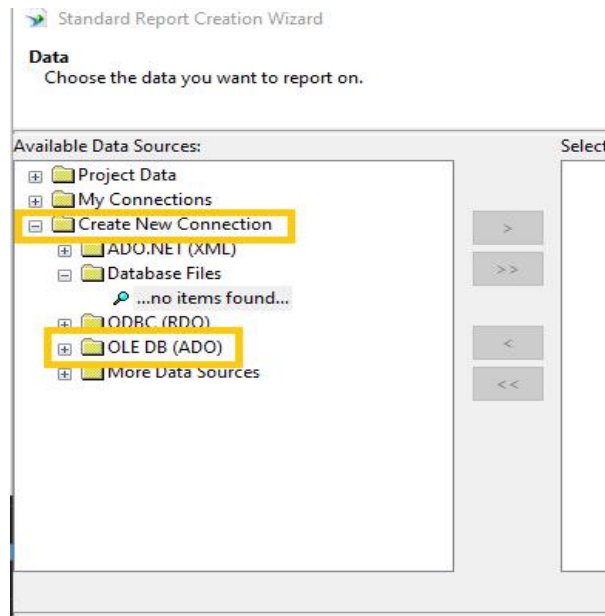 Standard Report Creation Wizard
Data
Choose the data you want to report on.
Available Data Sources:
Select
Project Data
My Connections
Create New Connection
ADO.NET (XML)
Database Files
...no items found...
ODBC (RDO)
OLE DB (ADO)
More Data Sources
>
>>
<
<<